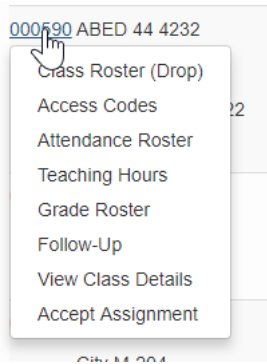 000590 ABED 44 4232
Class Roster (Drop)
Access Codes
22
Attendance Roster
Teaching Hours
Grade Roster
Follow-Up
View Class Details
Accept Assignment